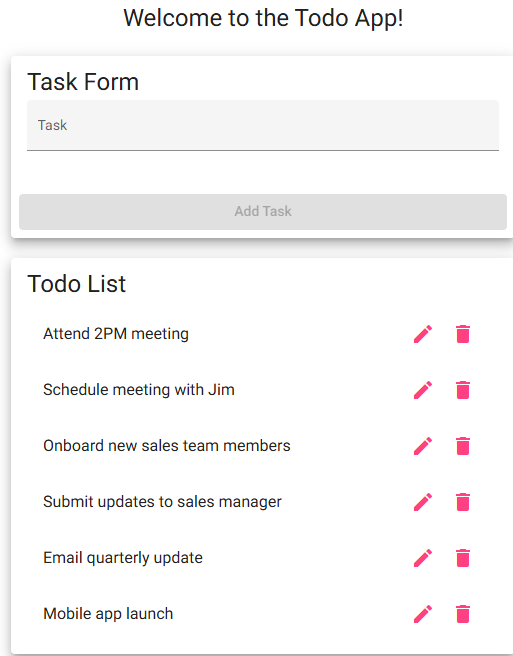 Welcome to the Todo App!
Task Form
Task
Add Task
Todo List
Attend 2PM meeting
Schedule meeting with Jim
Onboard new sales team members
Submit updates to sales manager
Email quarterly update
Mobile app launch